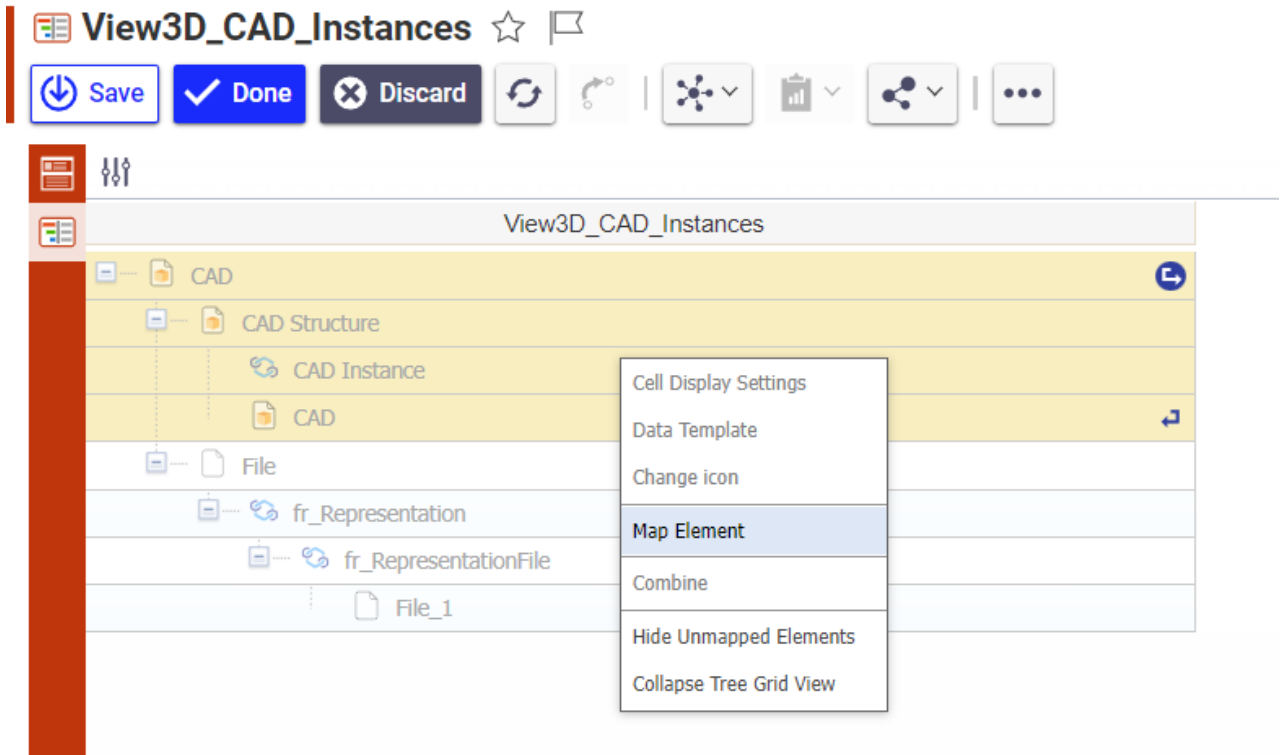 View3D_CAD_Instances
Save Done Discard
View3D_CAD_Instances
CAD
CAD Structure
CAD Instance
CAD
File
fr_Representation
fr_RepresentationFile
File_1
Cell Display Settings
Data Template
Change icon
Map Element
Combine
Hide Unmapped Elements
Collapse Tree Grid View